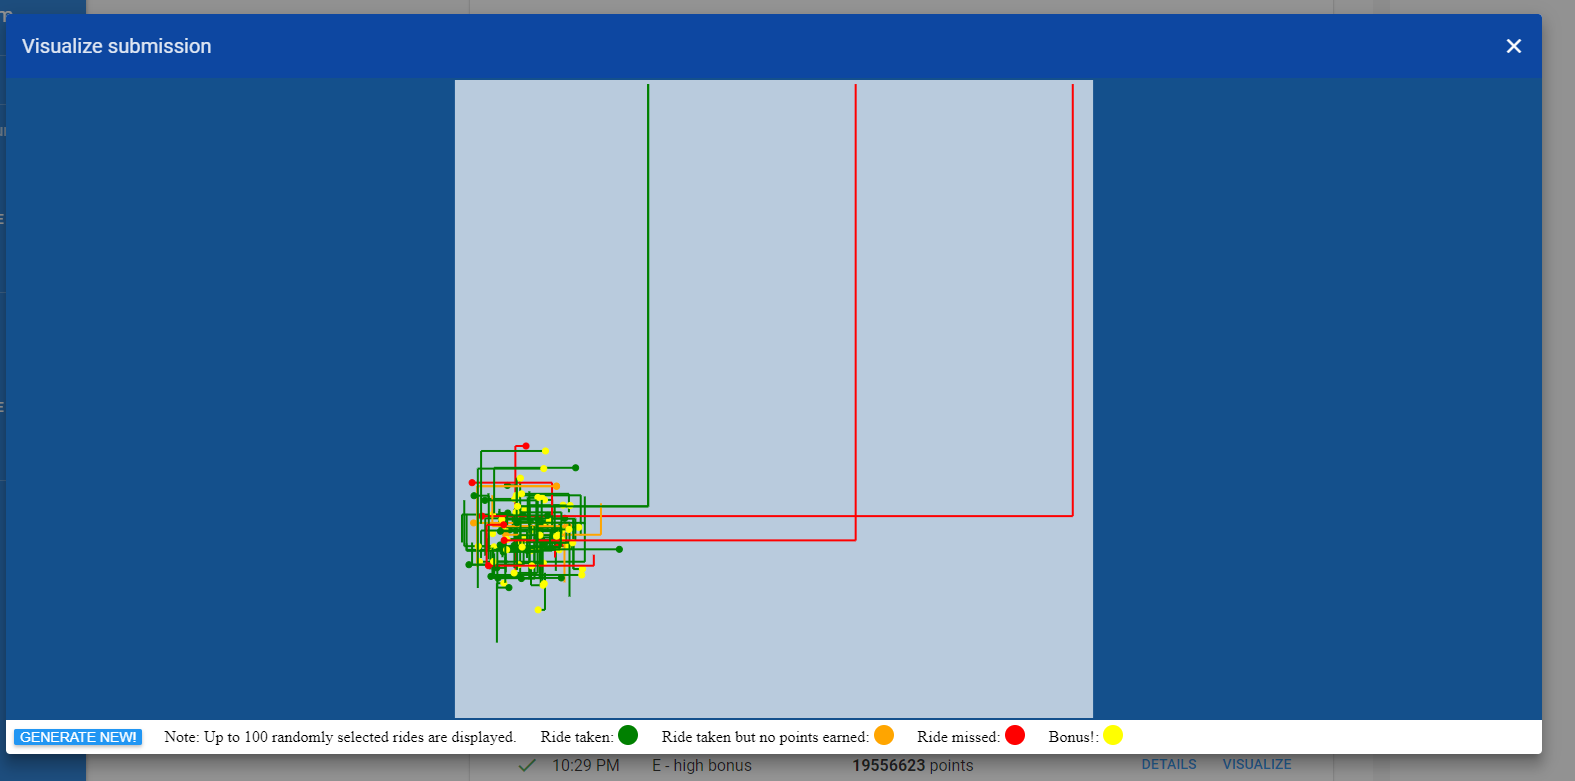 Visualize submission
GENERATE NEW! Note: Up to 100 randomly selected rides are displayed. Ride taken: Ride taken but no points earned: Ride missed: Bonus!:
10:29 PM E - high bonus 19556623 points DETAILS VISUALIZE